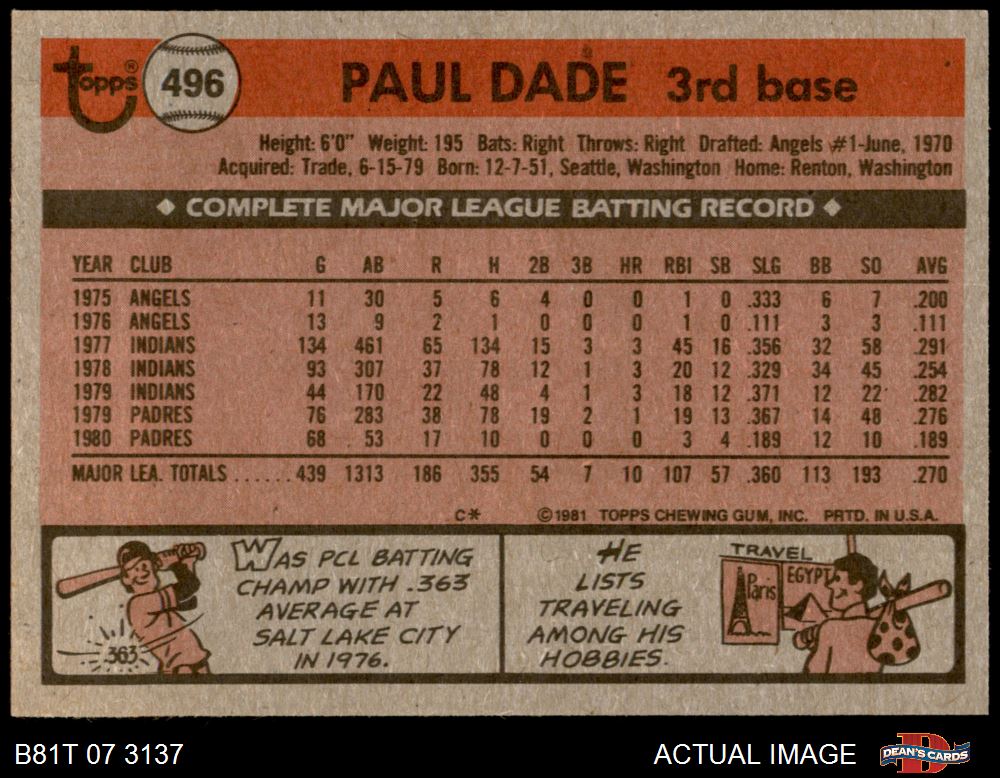 Topps®
496
PAUL DADE 3rd base
Height: 6'0" Weight: 195 Bats: Right Throws: Right Drafted: Angels #1-June, 1970
Acquired: Trade, 6-15-79 Born: 12-7-51, Seattle, Washington Home: Renton, Washington
◆ COMPLETE MAJOR LEAGUE BATTING RECORD ◆
YEAR CLUB G AB R H 2B 3B HR RBI SB SLG BB SO AVG
1975 ANGELS 11 30 5 6 4 0 0 1 0 .333 6 7 .200
1976 ANGELS 13 9 2 1 0 0 0 1 0 .111 3 3 .111
1977 INDIANS 134 461 65 134 15 3 3 45 16 .356 32 58 .291
1978 INDIANS 93 307 37 78 12 1 3 20 12 .329 34 45 .254
1979 INDIANS 44 170 22 48 4 1 3 18 12 .371 12 22 .282
1979 PADRES 76 283 38 78 19 2 1 19 13 .367 14 48 .276
1980 PADRES 68 53 17 10 0 0 0 3 4 .189 12 10 .189
MAJOR LEA. TOTALS ......439 1313 186 355 54 7 10 107 57 .360 113 193 .270
C* ©1981 TOPPS CHEWING GUM, INC. PRTD. IN U.S.A.
WAS PCL BATTING
CHAMP WITH .363
AVERAGE AT
SALT LAKE CITY
IN 1976.
.363
HE
LISTS
TRAVELING
AMONG HIS
HOBBIES.
TRAVEL
Paris
EGYPT
B81T 07 3137
ACTUAL IMAGE
DEAN'S CARDS